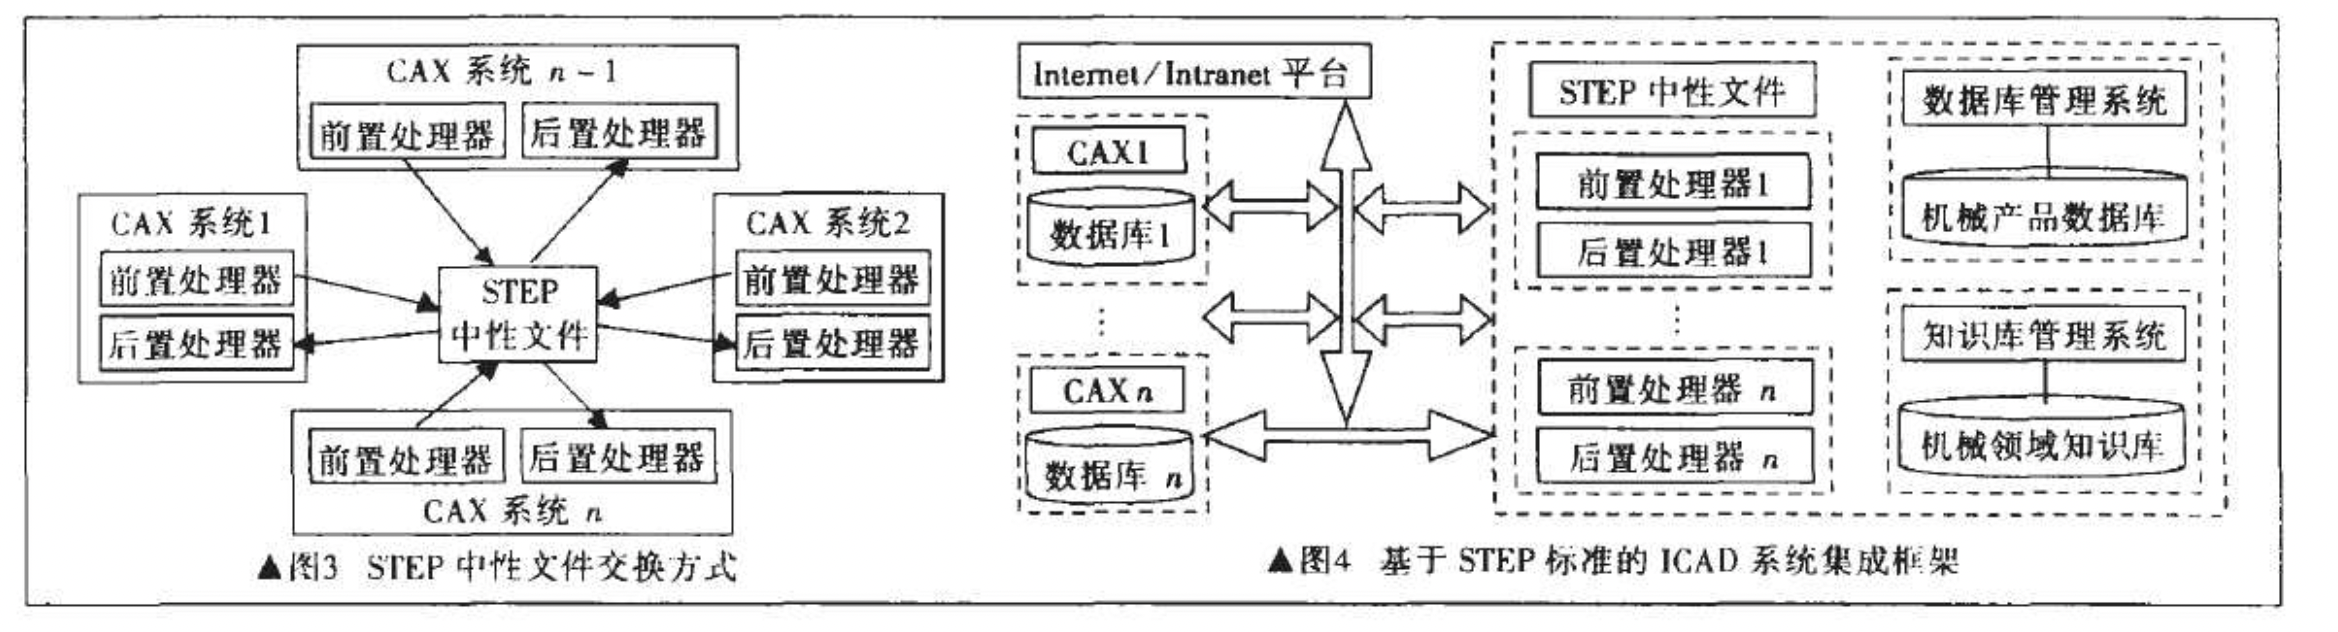 CAX 系统 n-1
前置处理器
后置处理器
CAX 系统1
前置处理器
后置处理器
STEP
中性文件
CAX 系统2
前置处理器
后置处理器
前置处理器
后置处理器
CAX 系统 n
▲图3 STEP 中性文件交换方式
Internet/Intranet 平台
CAX1
数据库1
⋮
CAX n
数据库 n
STEP 中性文件
前置处理器1
后置处理器1
⋮
前置处理器 n
后置处理器 n
数据库管理系统
机械产品数据库
知识库管理系统
机械领域知识库
▲图4 基于 STEP 标准的 ICAD 系统集成框架